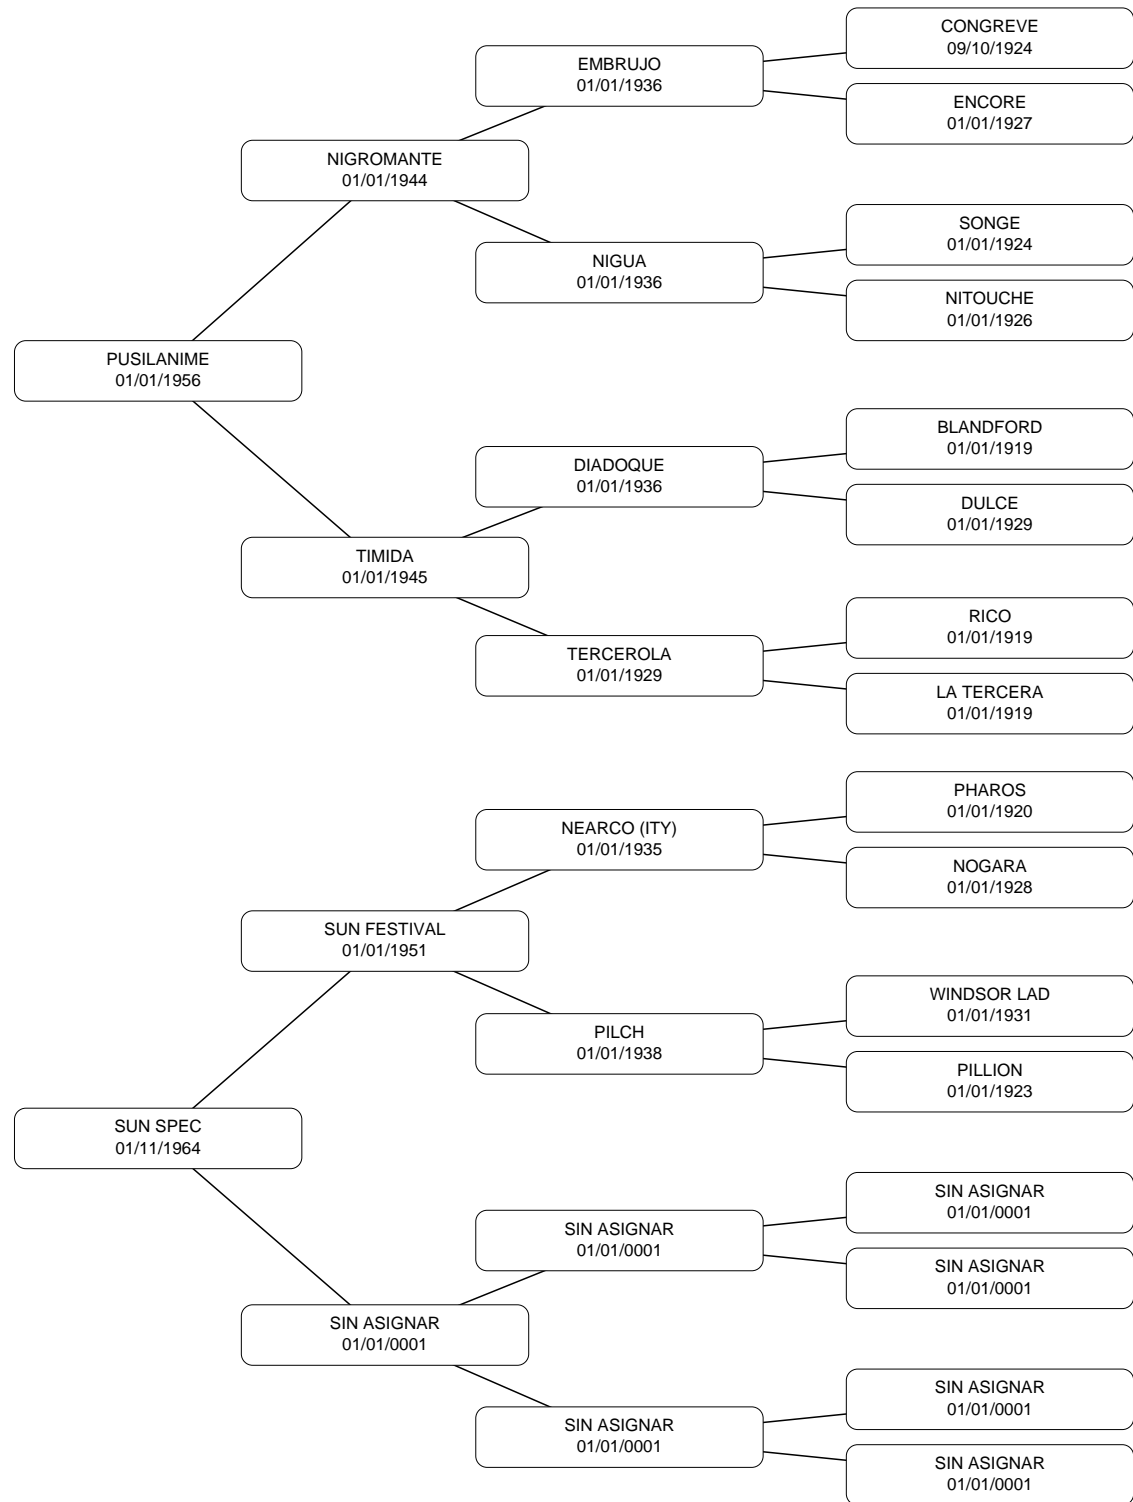 CONGREVE
09/10/1924
EMBRUJO
01/01/1936
ENCORE
01/01/1927
NIGROMANTE
01/01/1944
SONGE
01/01/1924
NIGUA
01/01/1936
NITOUCHE
01/01/1926
PUSILANIME
01/01/1956
BLANDFORD
01/01/1919
DIADOQUE
01/01/1936
DULCE
01/01/1929
TIMIDA
01/01/1945
RICO
01/01/1919
TERCEROLA
01/01/1929
LA TERCERA
01/01/1919
PHAROS
01/01/1920
NEARCO (ITY)
01/01/1935
NOGARA
01/01/1928
SUN FESTIVAL
01/01/1951
WINDSOR LAD
01/01/1931
PILCH
01/01/1938
PILLION
01/01/1923
SUN SPEC
01/11/1964
SIN ASIGNAR
01/01/0001
SIN ASIGNAR
01/01/0001
SIN ASIGNAR
01/01/0001
SIN ASIGNAR
01/01/0001
SIN ASIGNAR
01/01/0001
SIN ASIGNAR
01/01/0001
SIN ASIGNAR
01/01/0001